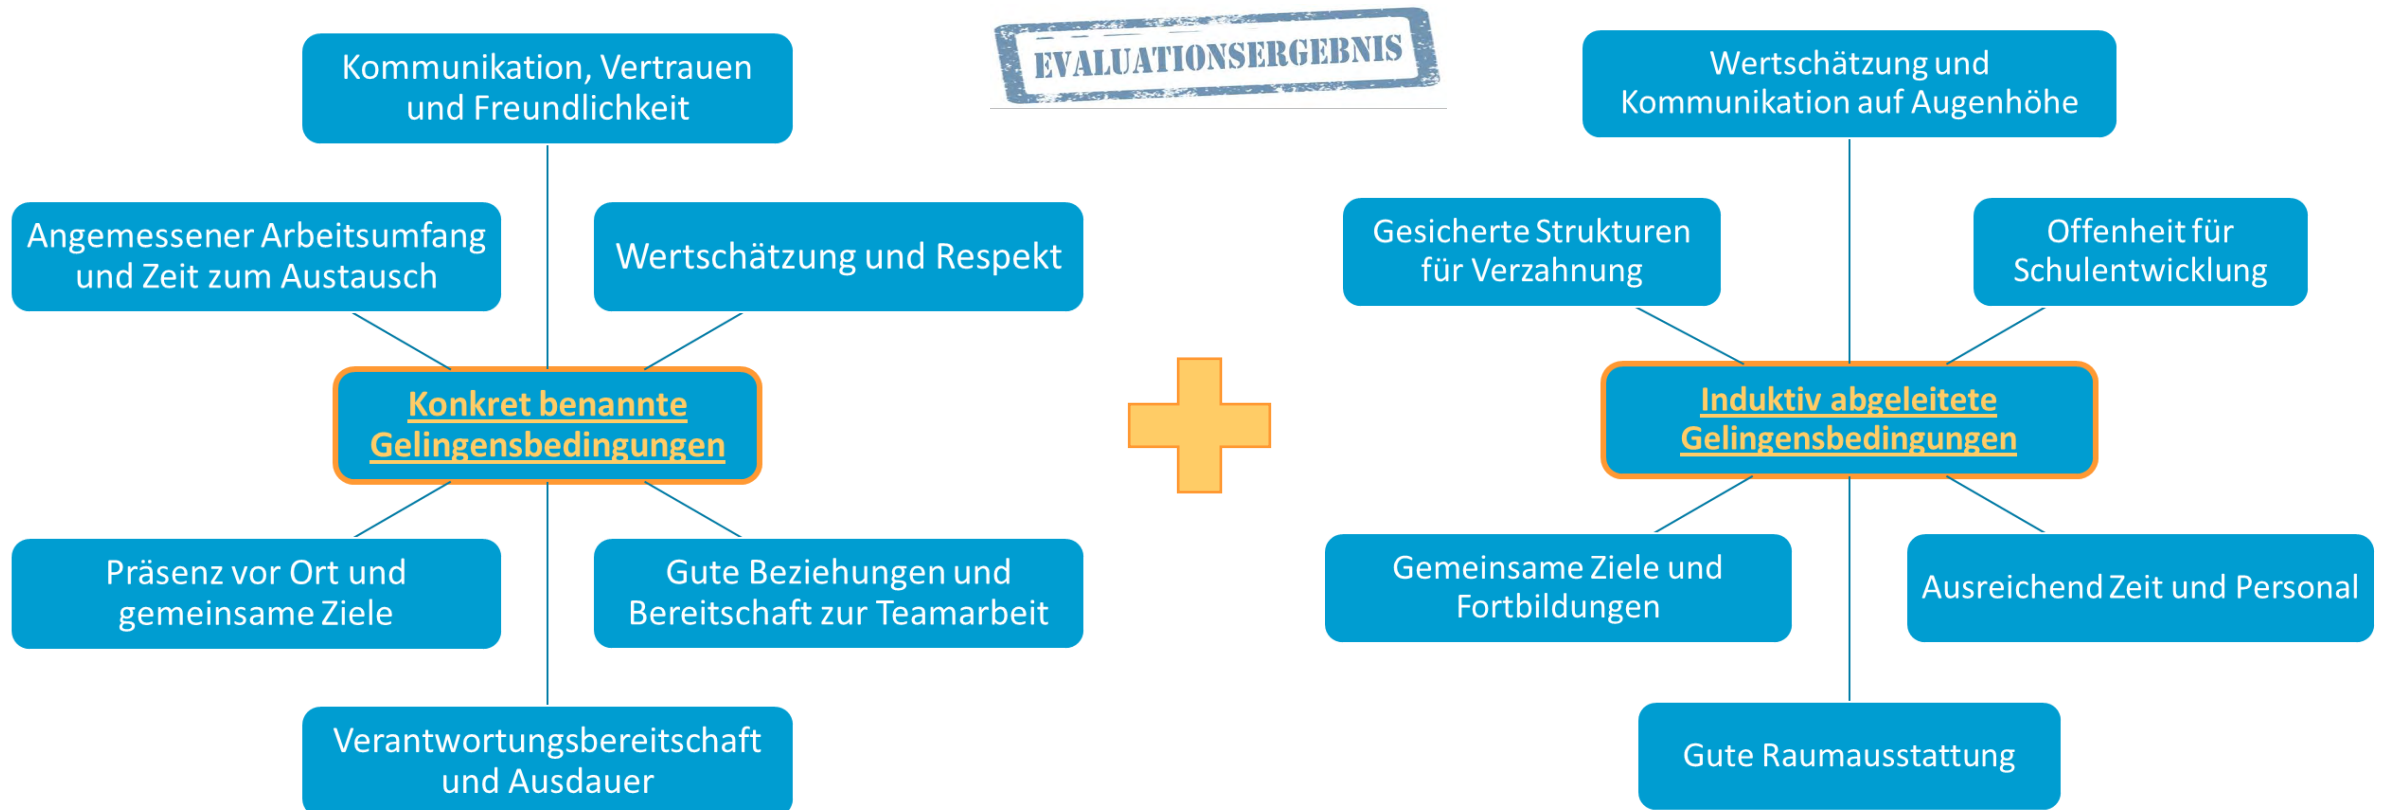 EVALUATIONSERGEBNIS
Kommunikation, Vertrauen
und Freundlichkeit
Angemessener Arbeitsumfang
und Zeit zum Austausch
Wertschätzung und Respekt
Konkret benannte
Gelingensbedingungen
Präsenz vor Ort und
gemeinsame Ziele
Gute Beziehungen und
Bereitschaft zur Teamarbeit
Verantwortungsbereitschaft
und Ausdauer
Wertschätzung und
Kommunikation auf Augenhöhe
Gesicherte Strukturen
für Verzahnung
Offenheit für
Schulentwicklung
Induktiv abgeleitete
Gelingensbedingungen
Gemeinsame Ziele und
Fortbildungen
Ausreichend Zeit und Personal
Gute Raumausstattung